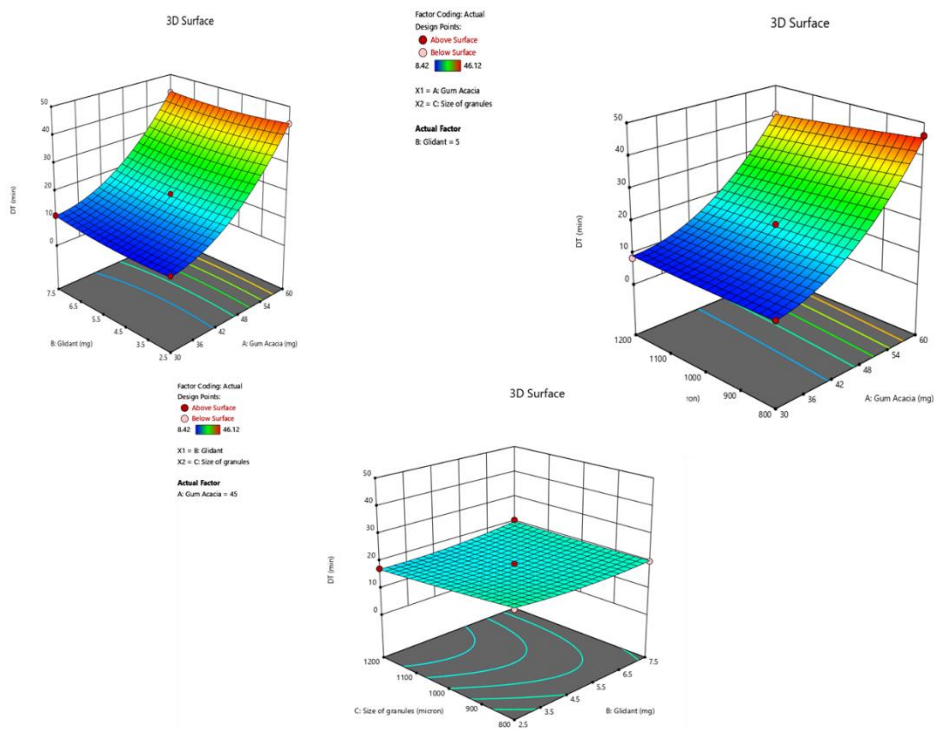 3D Surface
50
40
30
20
10
0
DT (min)
7.5
6.5
5.5
4.5
3.5
2.5
B: Glidant (mg)
60
54
48
42
36
30
A: Gum Acacia (mg)
Factor Coding: Actual
Design Points:
Above Surface
Below Surface
8.42 46.12
X1 = A: Gum Acacia
X2 = C: Size of granules
Actual Factor
B: Glidant = 5
3D Surface
50
40
30
20
10
0
DT (min)
1200
1100
1000
900
800
ron)
60
54
48
42
36
30
A: Gum Acacia (mg)
Factor Coding: Actual
Design Points:
Above Surface
Below Surface
8.42 46.12
X1 = B: Glidant
X2 = C: Size of granules
Actual Factor
A: Gum Acacia = 45
3D Surface
50
40
30
20
10
0
DT (min)
1200
1100
1000
900
800
C: Size of granules (micron)
7.5
6.5
5.5
4.5
3.5
2.5
B: Glidant (mg)